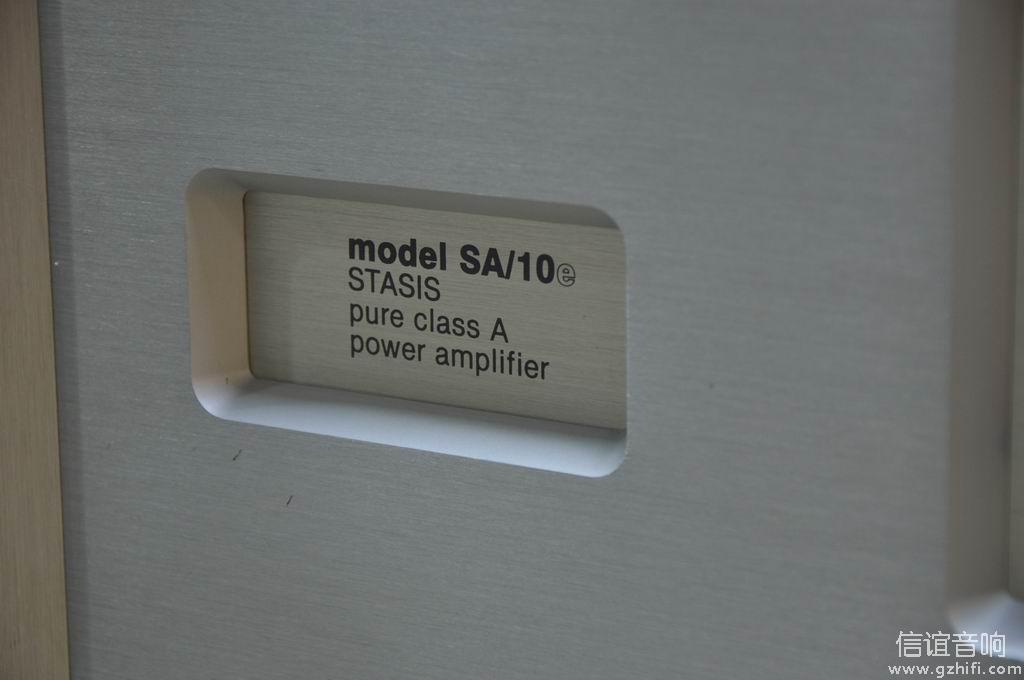 model SA/10e
STASIS
pure class A
power amplifier
信谊音响
www.gzhifi.com